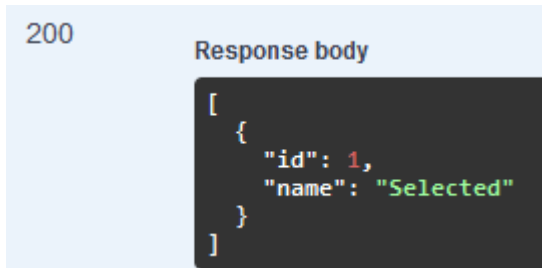 200
Response body
[
  {
    "id": 1,
    "name": "Selected"
  }
]